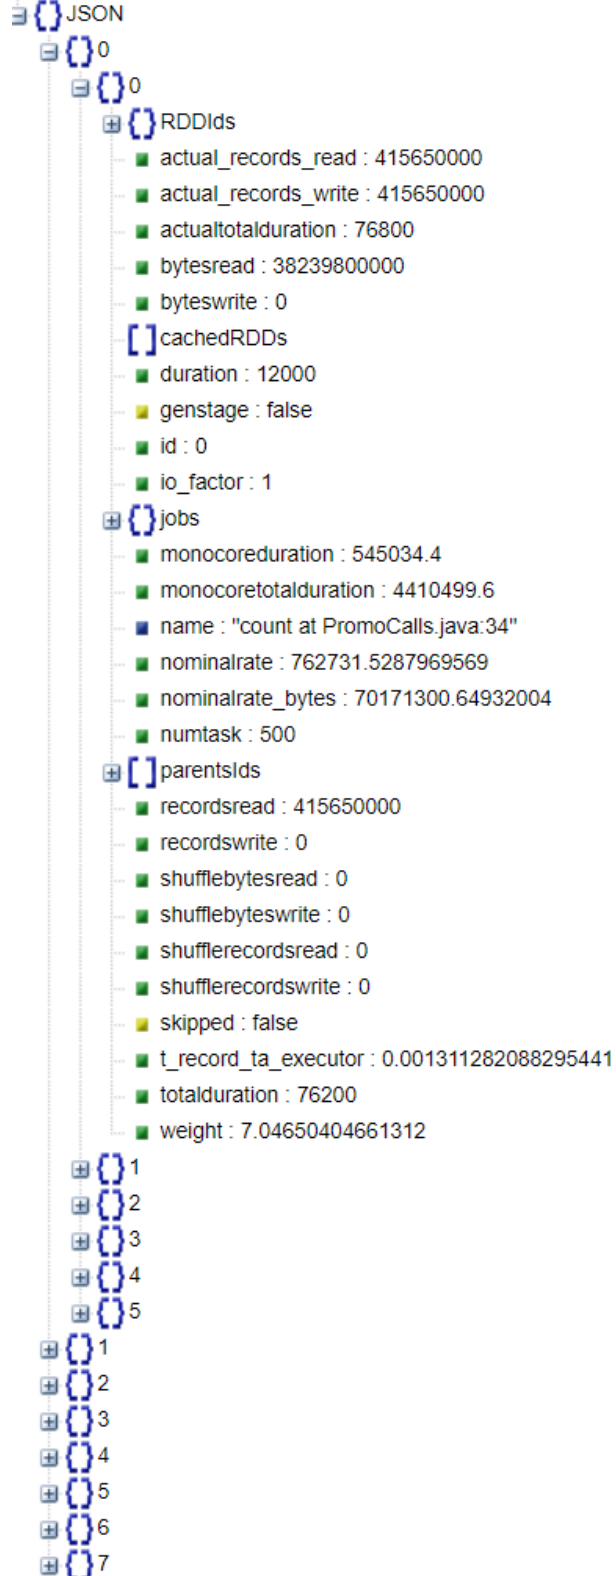 JSON
0
0
RDDIds
actual_records_read : 415650000
actual_records_write : 415650000
actualtotalduration : 76800
bytesread : 38239800000
byteswrite : 0
cachedRDDs
duration : 12000
genstage : false
id : 0
io_factor : 1
jobs
monocoreduration : 545034.4
monocoretotalduration : 4410499.6
name : "count at PromoCalls.java:34"
nominalrate : 762731.5287969569
nominalrate_bytes : 70171300.64932004
numtask : 500
parentsIds
recordsread : 415650000
recordswrite : 0
shufflebytesread : 0
shufflebyteswrite : 0
shufflerecordsread : 0
shufflerecordswrite : 0
skipped : false
t_record_ta_executor : 0.001311282088295441
totalduration : 76200
weight : 7.04650404661312
1
2
3
4
5
1
2
3
4
5
6
7